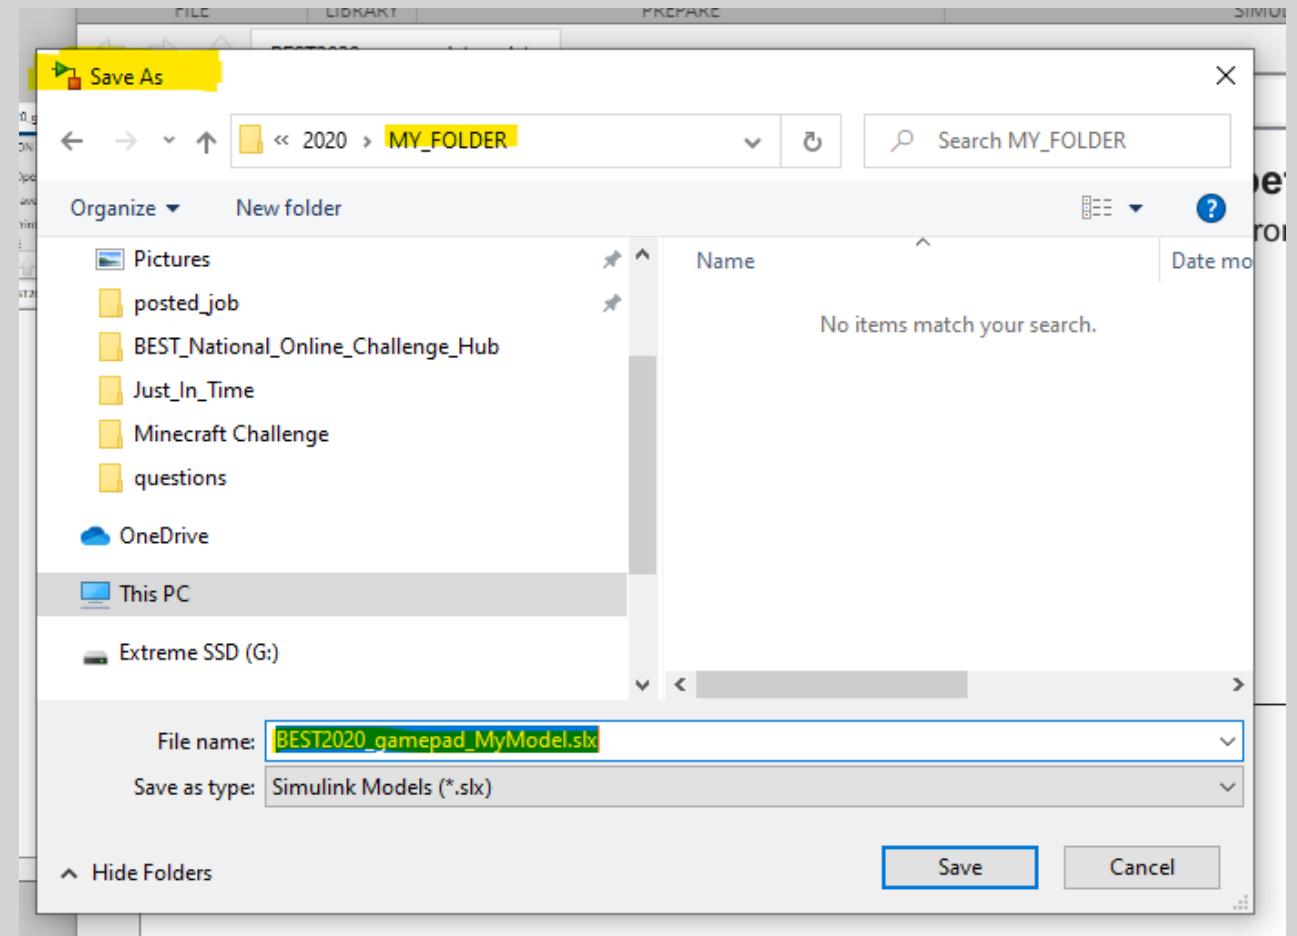 FILE LIBRARY PREPARE
Save As
« 2020 › MY_FOLDER
Search MY_FOLDER
Organize
New folder
Pictures
posted_job
BEST_National_Online_Challenge_Hub
Just_In_Time
Minecraft Challenge
questions
OneDrive
This PC
Extreme SSD (G:)
Name
Date mo
No items match your search.
File name: BEST2020_gamepad_MyModel.slx
Save as type: Simulink Models (*.slx)
Hide Folders
Save
Cancel